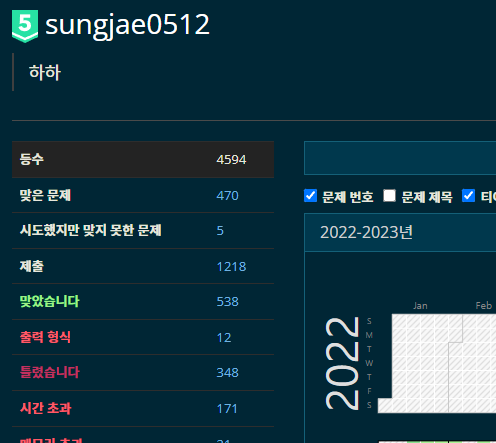 5 sungjae0512
하하
등수 4594
맞은 문제 470
시도했지만 맞지 못한 문제 5
제출 1218
맞았습니다 538
출력 형식 12
틀렸습니다 348
시간 초과 171
문제 번호 문제 제목
2022-2023년
Jan Feb
2022
S
M
T
W
T
F
S